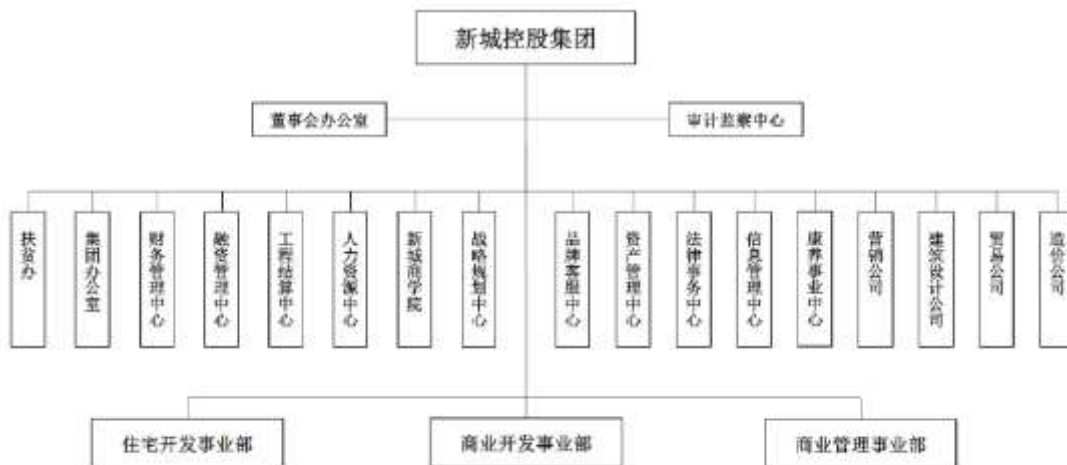 新城控股集团
董事会办公室
审计监察中心
扶贫办
集团办公室
财务管理中心
融资管理中心
工程结算中心
人力资源中心
新城商学院
战略规划中心
品牌客服中心
资产管理中心
法律事务中心
信息管理中心
康养事业中心
营销公司
建筑设计公司
贸易公司
造价公司
住宅开发事业部
商业开发事业部
商业管理事业部